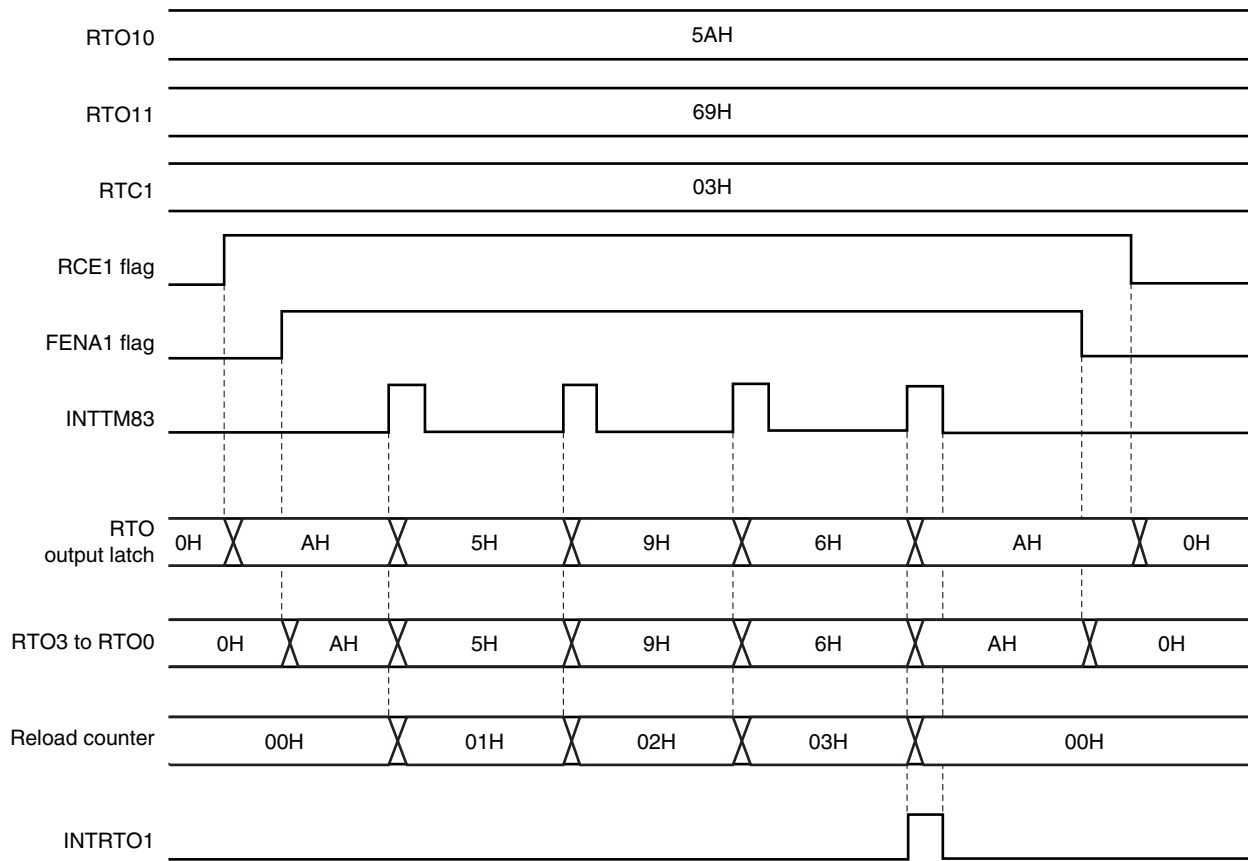 RTO10 5AH
RTO11 69H
RTC1 03H
RCE1 flag
FENA1 flag
INTTM83
RTO
output latch
0H AH 5H 9H 6H AH 0H
RTO3 to RTO0 0H AH 5H 9H 6H AH 0H
Reload counter 00H 01H 02H 03H 00H
INTRTO1